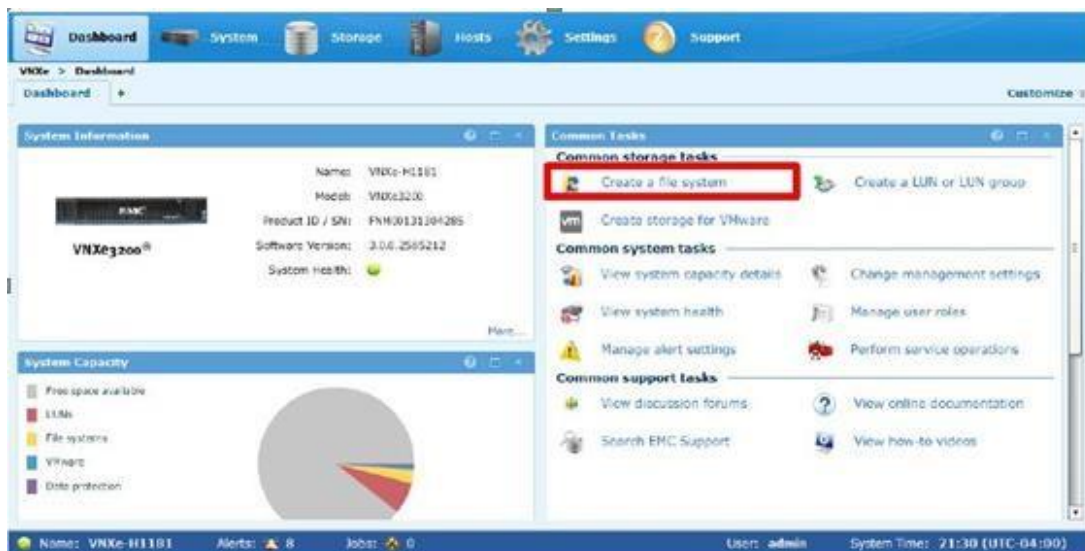 Dashboard System Storage Hosts Settings Support
VNXe > Dashboard
Dashboard + Customize
System Information
Name: VNXe-H1181
Model: VNXe3200
Product ID / SN:
Software Version:
System Health:
EMC
VNXe3200®
More...
System Capacity
Free space available
LUNs
File systems
VMware
Data protection
Common Tasks
Common storage tasks
Create a file system Create a LUN or LUN group
vm Create storage for VMware
Common system tasks
View system capacity details Change management settings
View system health Manage user roles
Manage alert settings Perform service operations
Common support tasks
View discussion forums View online documentation
Search EMC Support View how-to videos
Name: VNXe-H1181 Alerts: 8 Jobs: 0 User: admin System Time: 21:30 (UTC-04:00)